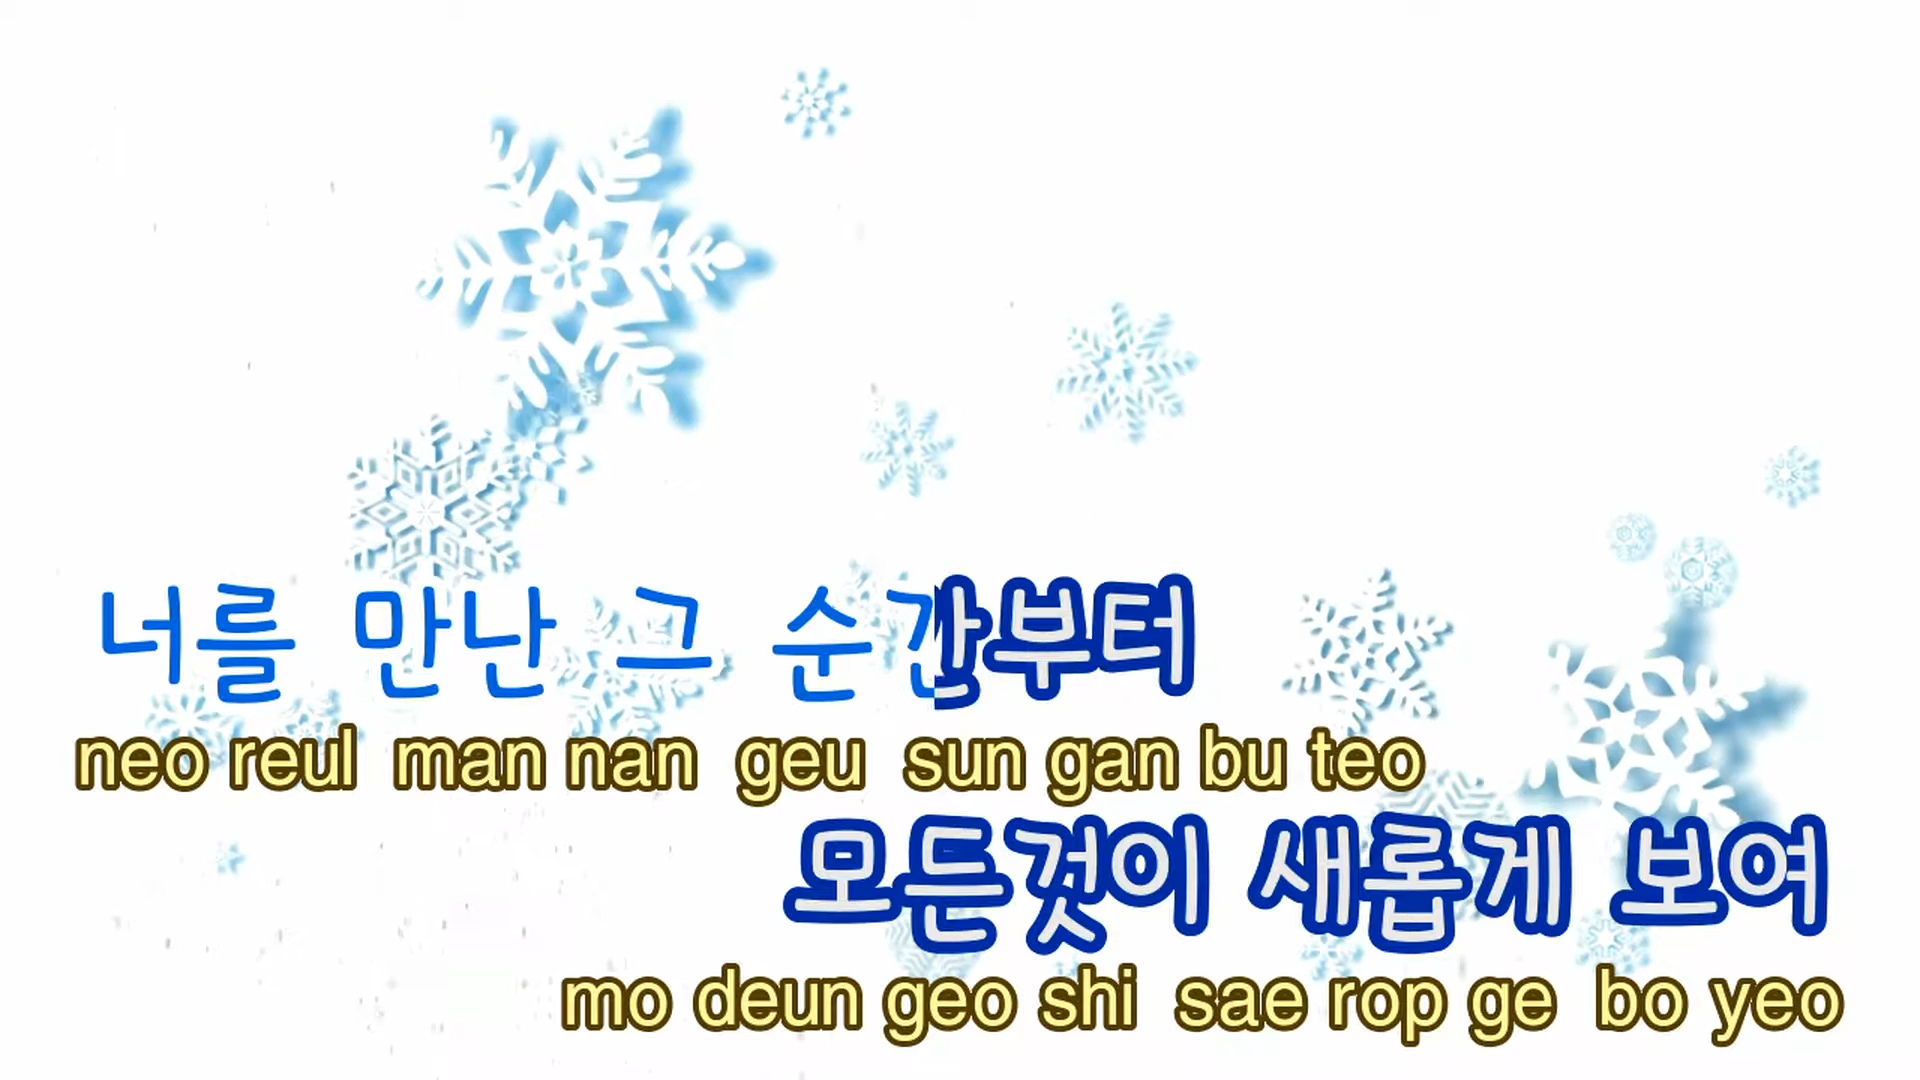 너를 만난 그 순간부터
neo reul man nan geu sun gan bu teo
모든것이 새롭게 보여
mo deun geo shi sae rop ge bo yeo